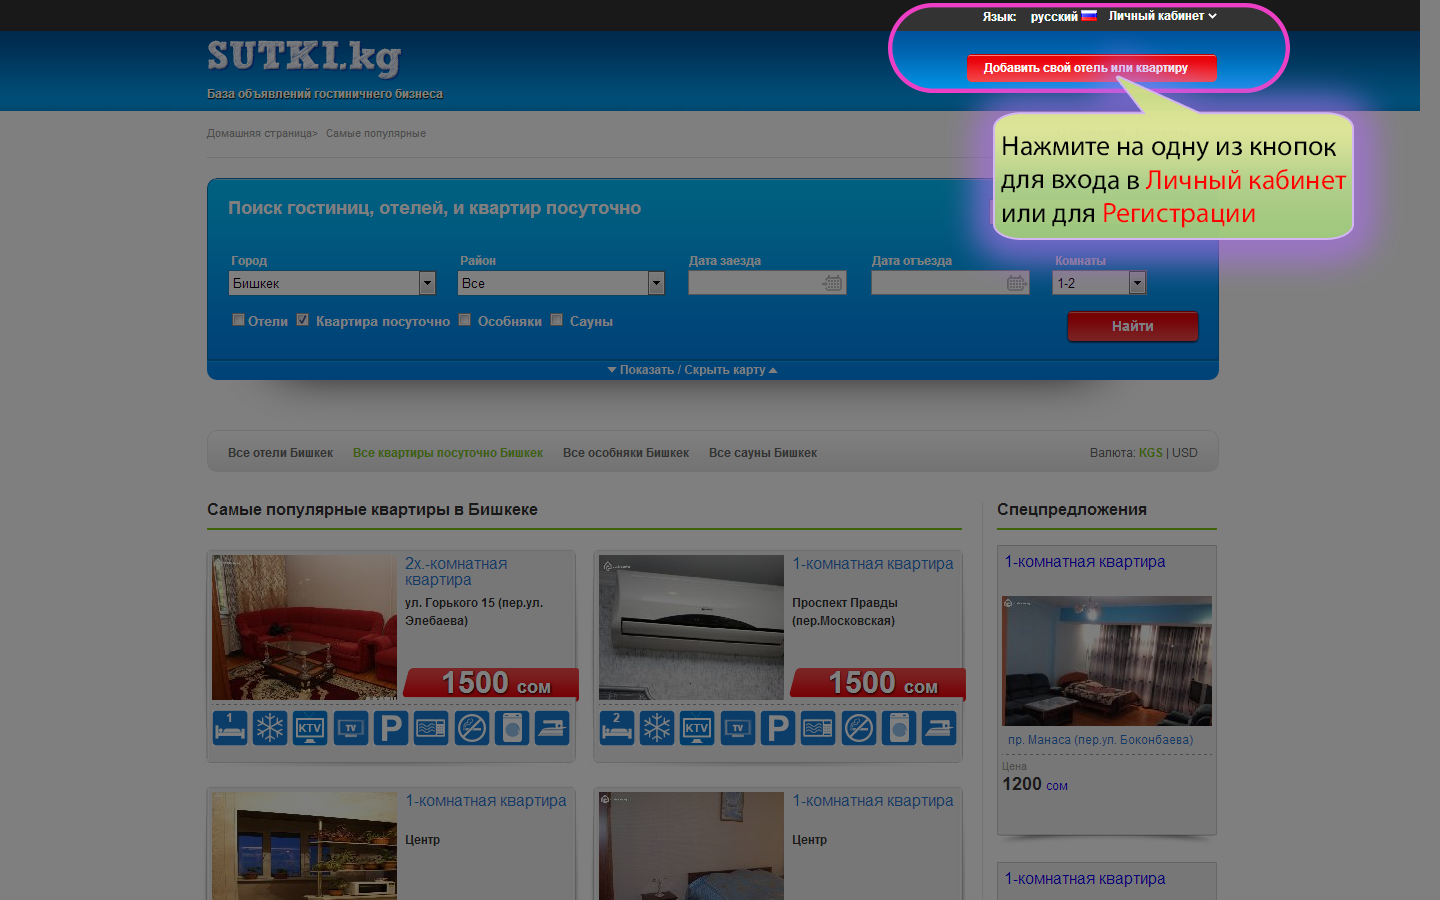 Язык: русский Личный кабинет
SUTKI.kg
Добавить свой отель или квартиру
База объявлений гостиничного бизнеса
Домашняя страница> Самые популярные
Нажмите на одну из кнопок
для входа в Личный кабинет
или для Регистрации
Поиск гостиниц, отелей, и квартир посуточно
Город Район Дата заезда Дата отъезда Комнаты
Бишкек Все 1-2
Отели Квартира посуточно Особняки Сауны
Найти
Показать / Скрыть карту
Все отели Бишкек Все квартиры посуточно Бишкек Все особняки Бишкек Все сауны Бишкек Валюта: KGS | USD
Самые популярные квартиры в Бишкеке
2х.-комнатная
квартира
ул. Горького 15 (пер.ул.
Элебаева)
1500 сом
1 KTV TV P
1-комнатная квартира
Проспект Правды
(пер.Московская)
1500 сом
2 KTV TV P
1-комнатная квартира
Центр
1-комнатная квартира
Центр
Спецпредложения
1-комнатная квартира
пр. Манаса (пер.ул. Боконбаева)
Цена
1200 сом
1-комнатная квартира